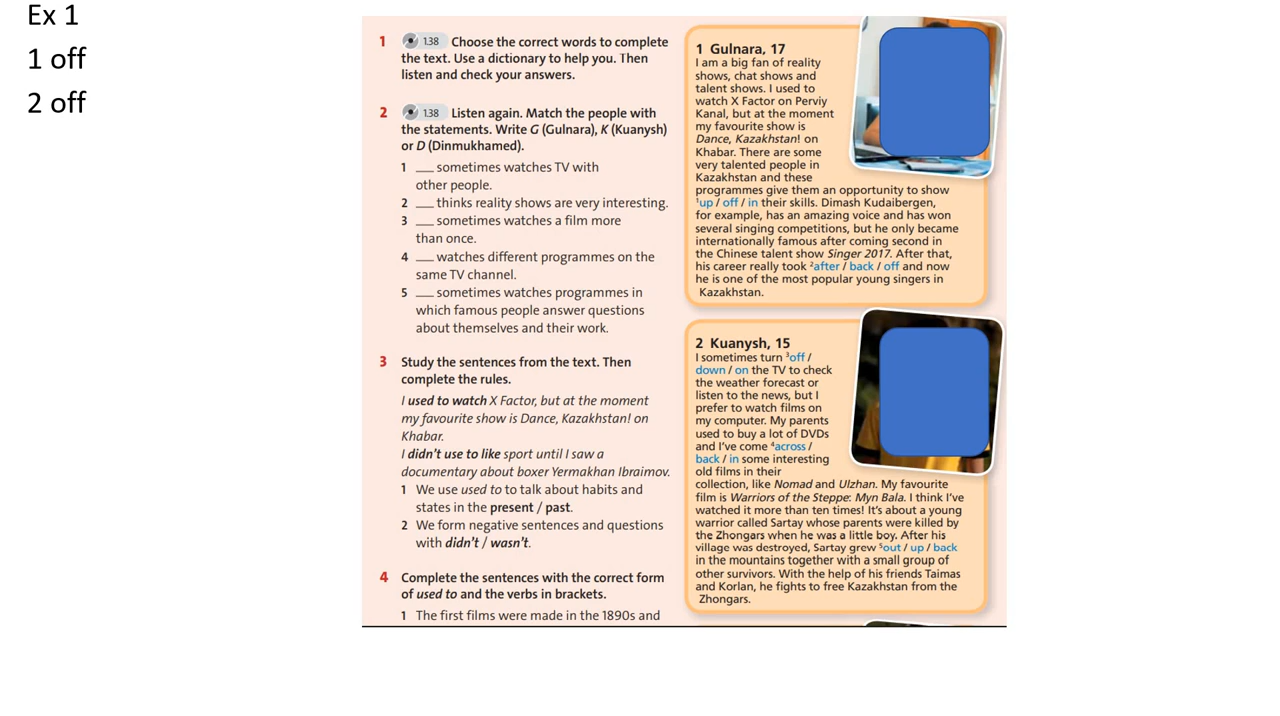 Ex 1
1 off
2 off
1 1.38 Choose the correct words to complete
the text. Use a dictionary to help you. Then
listen and check your answers.
2 1.38 Listen again. Match the people with
the statements. Write G (Gulnara), K (Kuanysh)
or D (Dinmukhamed).
1 __ sometimes watches TV with
other people.
2 __ thinks reality shows are very interesting.
3 __ sometimes watches a film more
than once.
4 __ watches different programmes on the
same TV channel.
5 __ sometimes watches programmes in
which famous people answer questions
about themselves and their work.
3 Study the sentences from the text. Then
complete the rules.
I used to watch X Factor, but at the moment
my favourite show is Dance, Kazakhstan! on
Khabar.
I didn't use to like sport until I saw a
documentary about boxer Yermakhan Ibraimov.
1 We use used to to talk about habits and
states in the present / past.
2 We form negative sentences and questions
with didn't / wasn't.
4 Complete the sentences with the correct form
of used to and the verbs in brackets.
1 The first films were made in the 1890s and
1 Gulnara, 17
I am a big fan of reality
shows, chat shows and
talent shows. I used to
watch X Factor on Perviy
Kanal, but at the moment
my favourite show is
Dance, Kazakhstan! on
Khabar. There are some
very talented people in
Kazakhstan and these
programmes give them an opportunity to show
1up / off / in their skills. Dimash Kudaibergen,
for example, has an amazing voice and has won
several singing competitions, but he only became
internationally famous after coming second in
the Chinese talent show Singer 2017. After that,
his career really took 2after / back / off and now
he is one of the most popular young singers in
Kazakhstan.
2 Kuanysh, 15
I sometimes turn 3off /
down / on the TV to check
the weather forecast or
listen to the news, but I
prefer to watch films on
my computer. My parents
used to buy a lot of DVDs
and I've come 4across /
back / in some interesting
old films in their
collection, like Nomad and Ulzhan. My favourite
film is Warriors of the Steppe: Myn Bala. I think I've
watched it more than ten times! It's about a young
warrior called Sartay whose parents were killed by
the Zhongars when he was a little boy. After his
village was destroyed, Sartay grew 5out / up / back
in the mountains together with a small group of
other survivors. With the help of his friends Taimas
and Korlan, he fights to free Kazakhstan from the
Zhongars.